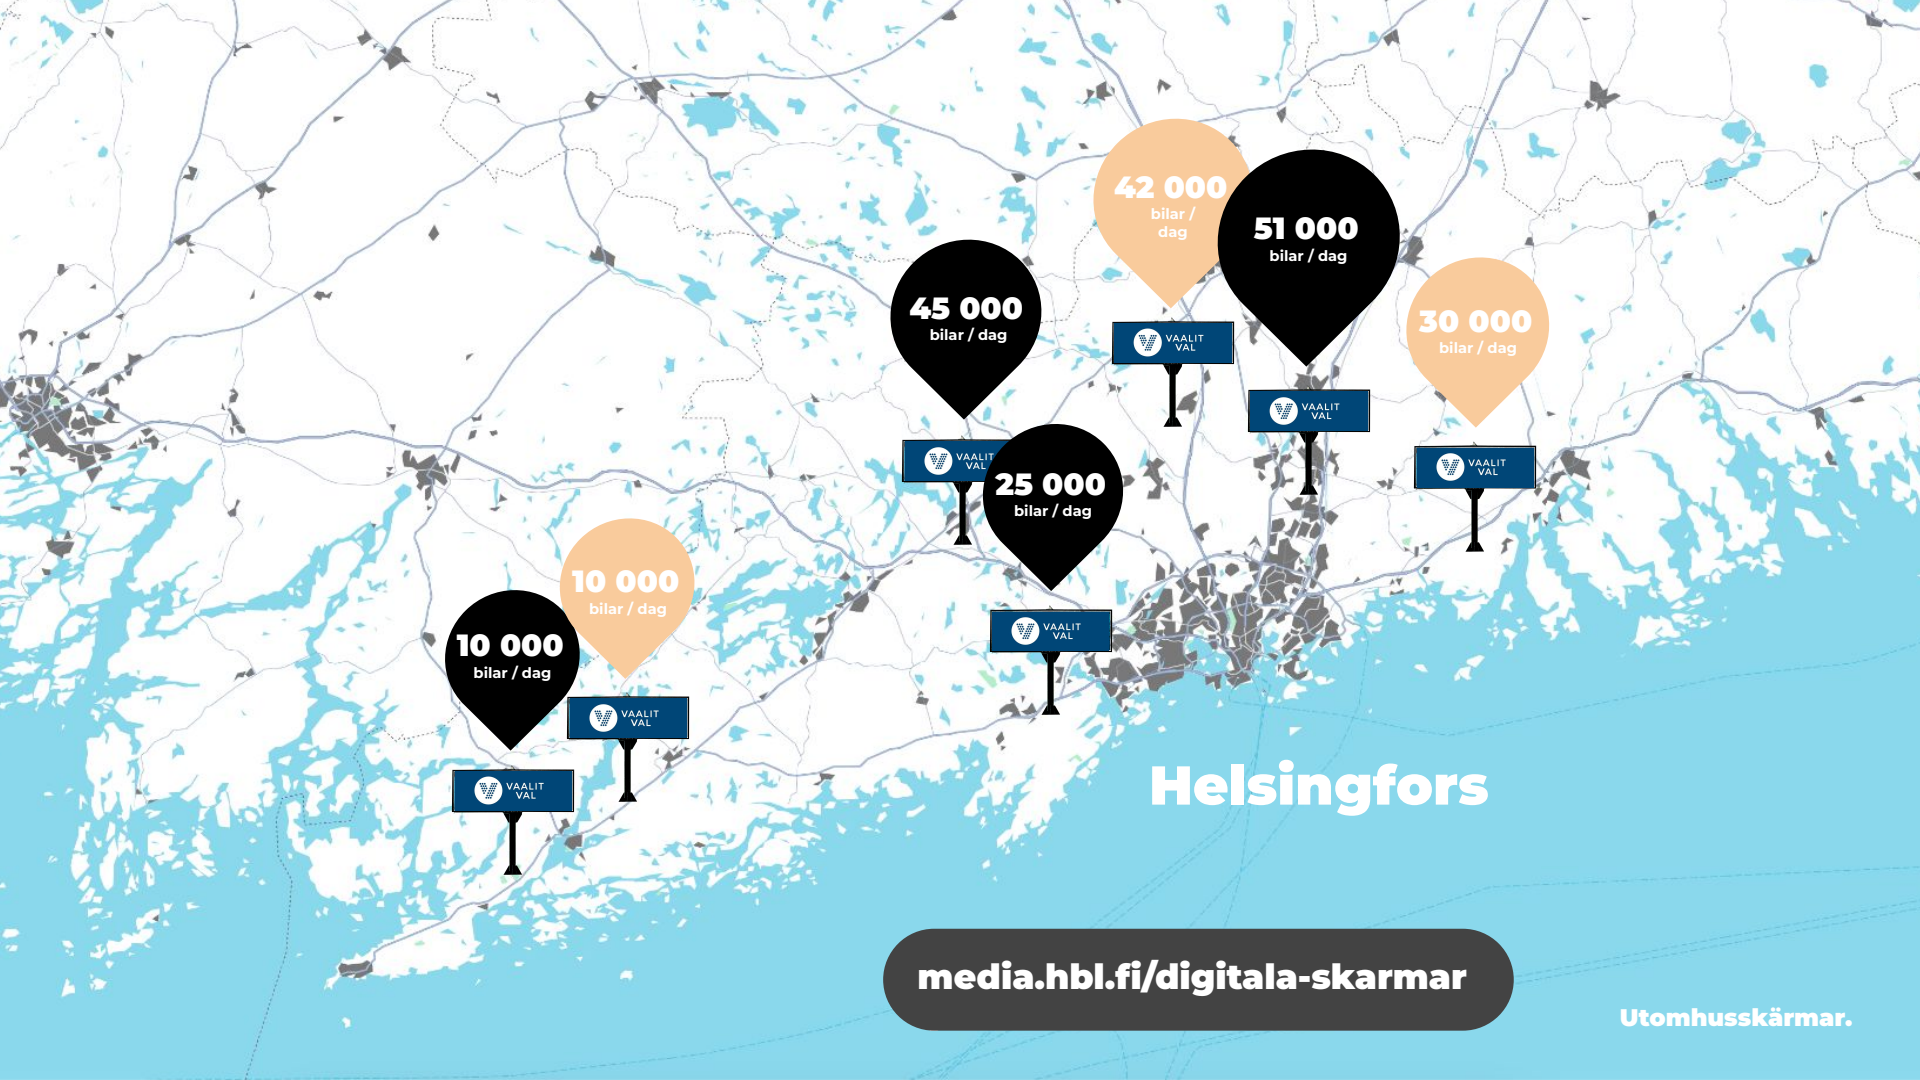 42 000
bilar /
dag
51 000
bilar / dag
45 000
bilar / dag
30 000
bilar / dag
VAALIT
VAL
VAALIT
VAL
VAALIT
VAL
VAALIT
VAL
25 000
bilar / dag
10 000
bilar / dag
10 000
bilar / dag
VAALIT
VAL
VAALIT
VAL
VAALIT
VAL
Helsingfors
media.hbl.fi/digitala-skarmar
Utomhusskärmar.